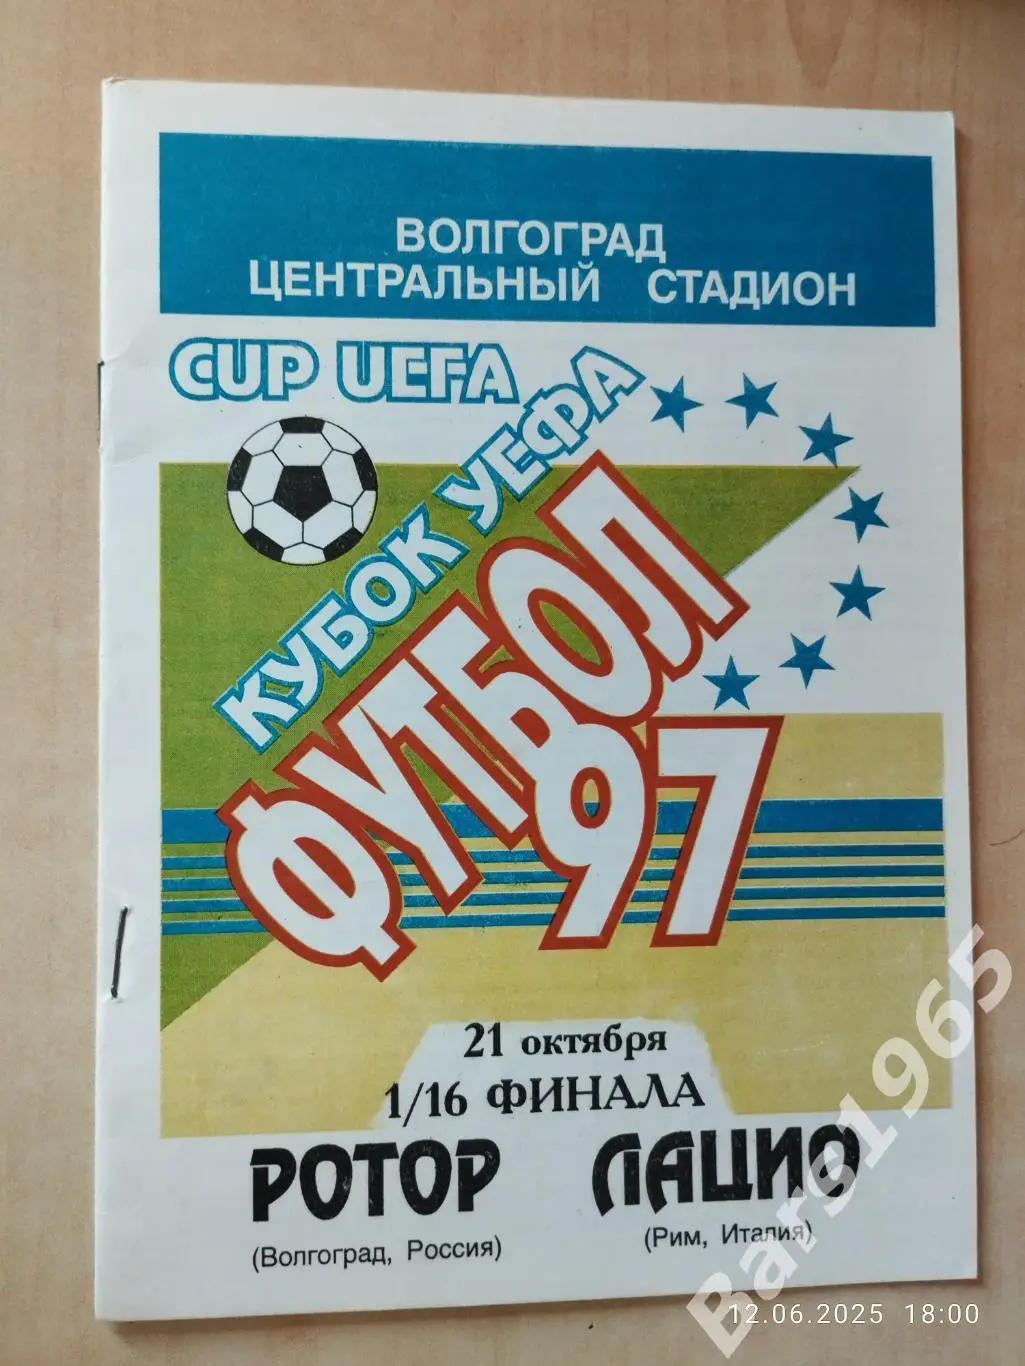 ВОЛГОГРАД
ЦЕНТРАЛЬНЫЙ СТАДИОН
CUP UEFA
КУБОК УЕФА
ФУТБОЛ
97
21 октября
1/16 ФИНАЛА
РОТОР ЛАЦИО
(Волгоград, Россия) (Рим, Италия)
Bars1965
12.06.2025 18:00